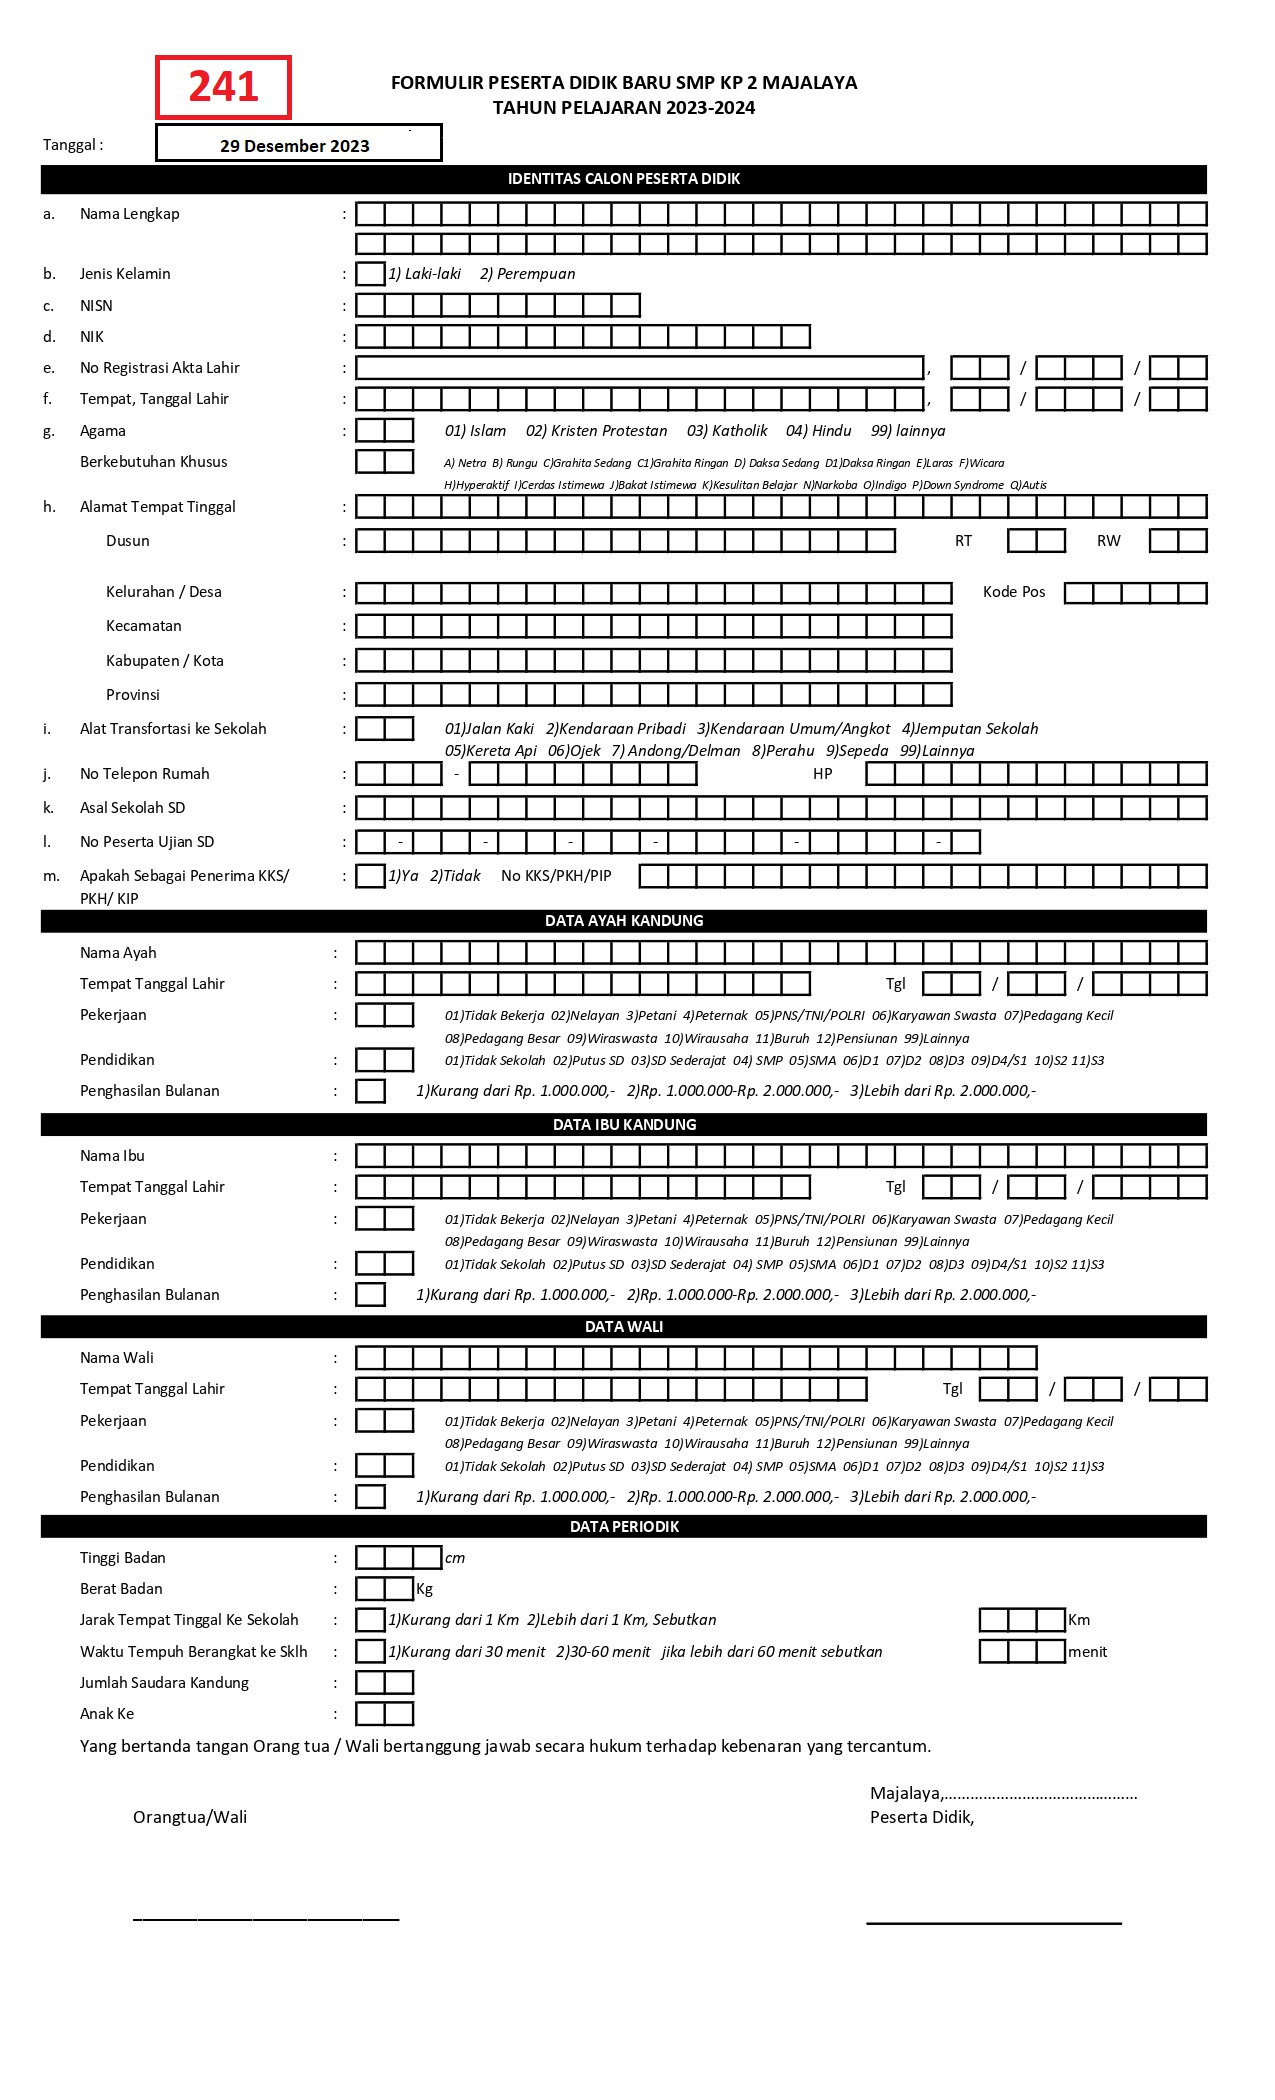 241
FORMULIR PESERTA DIDIK BARU SMP KP 2 MAJALAYA
TAHUN PELAJARAN 2023-2024
Tanggal : 29 Desember 2023
IDENTITAS CALON PESERTA DIDIK
a. Nama Lengkap :
b. Jenis Kelamin : 1) Laki-laki 2) Perempuan
c. NISN :
d. NIK :
e. No Registrasi Akta Lahir : , / /
f. Tempat, Tanggal Lahir : , / /
g. Agama : 01) Islam 02) Kristen Protestan 03) Katholik 04) Hindu 99) lainnya
Berkebutuhan Khusus A) Netra B) Rungu C)Grahita Sedang C1)Grahita Ringan D) Daksa Sedang D1)Daksa Ringan E)Laras F)Wicara
H)Hyperaktif I)Cerdas Istimewa J)Bakat Istimewa K)Kesulitan Belajar N)Narkoba O)Indigo P)Down Syndrome Q)Autis
h. Alamat Tempat Tinggal :
Dusun : RT RW
Kelurahan / Desa : Kode Pos
Kecamatan :
Kabupaten / Kota :
Provinsi :
i. Alat Transfortasi ke Sekolah : 01)Jalan Kaki 2)Kendaraan Pribadi 3)Kendaraan Umum/Angkot 4)Jemputan Sekolah
05)Kereta Api 06)Ojek 7) Andong/Delman 8)Perahu 9)Sepeda 99)Lainnya
j. No Telepon Rumah : - HP
k. Asal Sekolah SD :
l. No Peserta Ujian SD : - - - - - -
m. Apakah Sebagai Penerima KKS/ : 1)Ya 2)Tidak No KKS/PKH/PIP
PKH/ KIP
DATA AYAH KANDUNG
Nama Ayah :
Tempat Tanggal Lahir : Tgl / /
Pekerjaan : 01)Tidak Bekerja 02)Nelayan 3)Petani 4)Peternak 05)PNS/TNI/POLRI 06)Karyawan Swasta 07)Pedagang Kecil
08)Pedagang Besar 09)Wiraswasta 10)Wirausaha 11)Buruh 12)Pensiunan 99)Lainnya
Pendidikan : 01)Tidak Sekolah 02)Putus SD 03)SD Sederajat 04) SMP 05)SMA 06)D1 07)D2 08)D3 09)D4/S1 10)S2 11)S3
Penghasilan Bulanan : 1)Kurang dari Rp. 1.000.000,- 2)Rp. 1.000.000-Rp. 2.000.000,- 3)Lebih dari Rp. 2.000.000,-
DATA IBU KANDUNG
Nama Ibu :
Tempat Tanggal Lahir : Tgl / /
Pekerjaan : 01)Tidak Bekerja 02)Nelayan 3)Petani 4)Peternak 05)PNS/TNI/POLRI 06)Karyawan Swasta 07)Pedagang Kecil
08)Pedagang Besar 09)Wiraswasta 10)Wirausaha 11)Buruh 12)Pensiunan 99)Lainnya
Pendidikan : 01)Tidak Sekolah 02)Putus SD 03)SD Sederajat 04) SMP 05)SMA 06)D1 07)D2 08)D3 09)D4/S1 10)S2 11)S3
Penghasilan Bulanan : 1)Kurang dari Rp. 1.000.000,- 2)Rp. 1.000.000-Rp. 2.000.000,- 3)Lebih dari Rp. 2.000.000,-
DATA WALI
Nama Wali :
Tempat Tanggal Lahir : Tgl / /
Pekerjaan : 01)Tidak Bekerja 02)Nelayan 3)Petani 4)Peternak 05)PNS/TNI/POLRI 06)Karyawan Swasta 07)Pedagang Kecil
08)Pedagang Besar 09)Wiraswasta 10)Wirausaha 11)Buruh 12)Pensiunan 99)Lainnya
Pendidikan : 01)Tidak Sekolah 02)Putus SD 03)SD Sederajat 04) SMP 05)SMA 06)D1 07)D2 08)D3 09)D4/S1 10)S2 11)S3
Penghasilan Bulanan : 1)Kurang dari Rp. 1.000.000,- 2)Rp. 1.000.000-Rp. 2.000.000,- 3)Lebih dari Rp. 2.000.000,-
DATA PERIODIK
Tinggi Badan : cm
Berat Badan : Kg
Jarak Tempat Tinggal Ke Sekolah : 1)Kurang dari 1 Km 2)Lebih dari 1 Km, Sebutkan Km
Waktu Tempuh Berangkat ke Sklh : 1)Kurang dari 30 menit 2)30-60 menit jika lebih dari 60 menit sebutkan menit
Jumlah Saudara Kandung :
Anak Ke :
Yang bertanda tangan Orang tua / Wali bertanggung jawab secara hukum terhadap kebenaran yang tercantum.
Majalaya,............................................
Orangtua/Wali Peserta Didik,